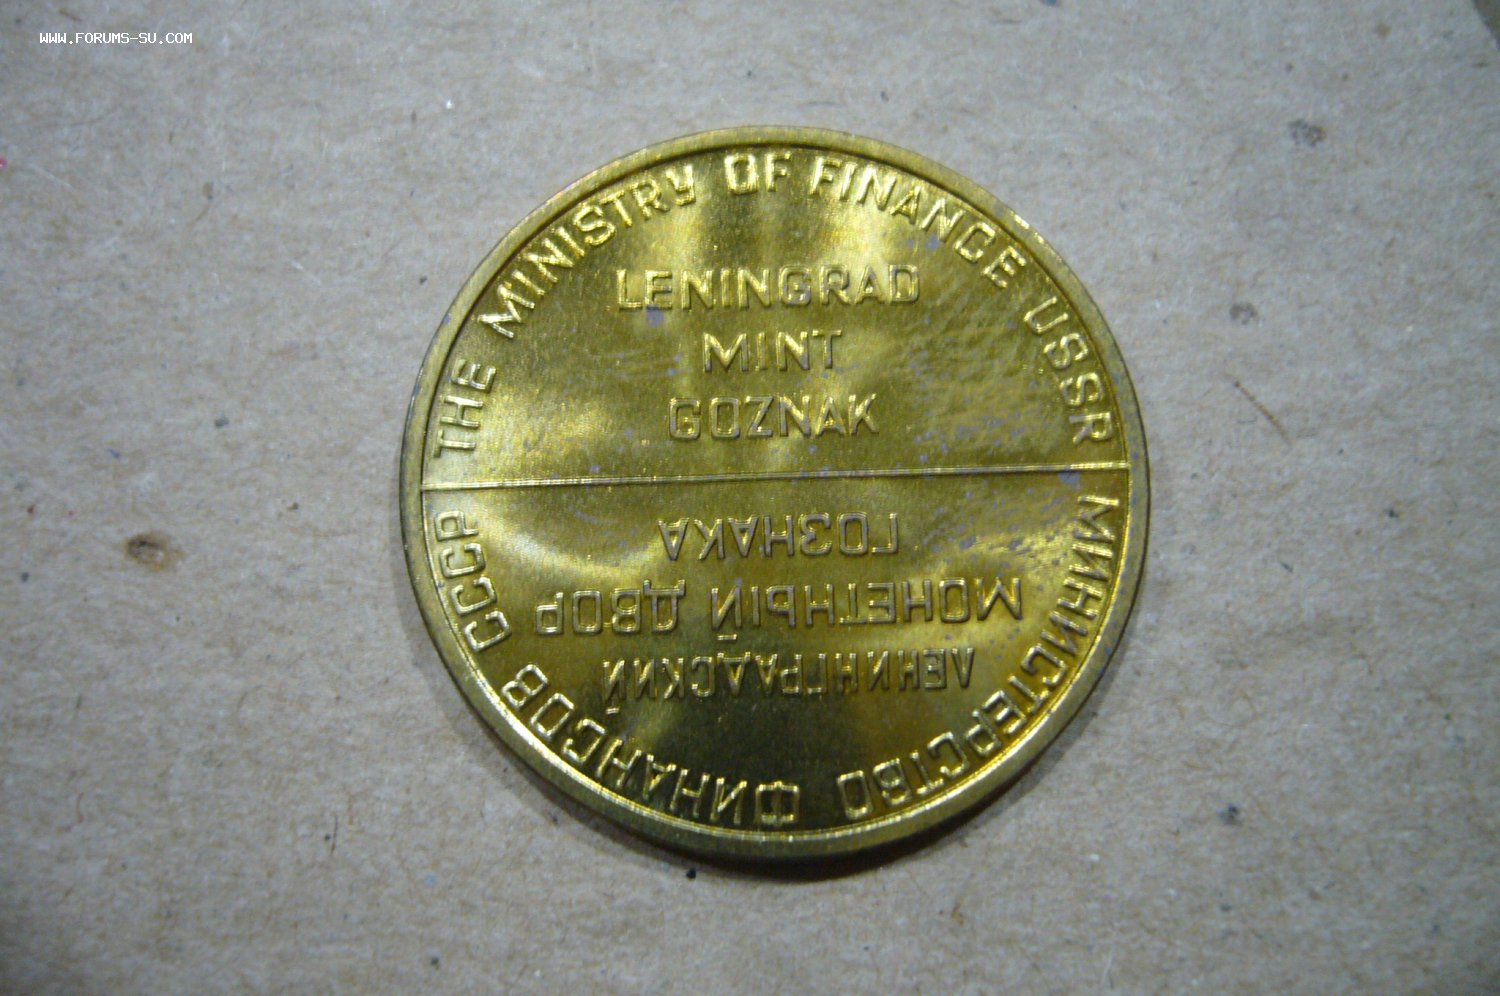 www.FORUMS-SU.COM
THE MINISTRY OF FINANCE USSR
LENINGRAD
MINT
GOZNAK
МИНИСТЕРСТВО ФИНАНСОВ СССР
ЛЕНИНГРАДСКИЙ
МОНЕТНЫЙ ДВОР
ГОЗНАКА